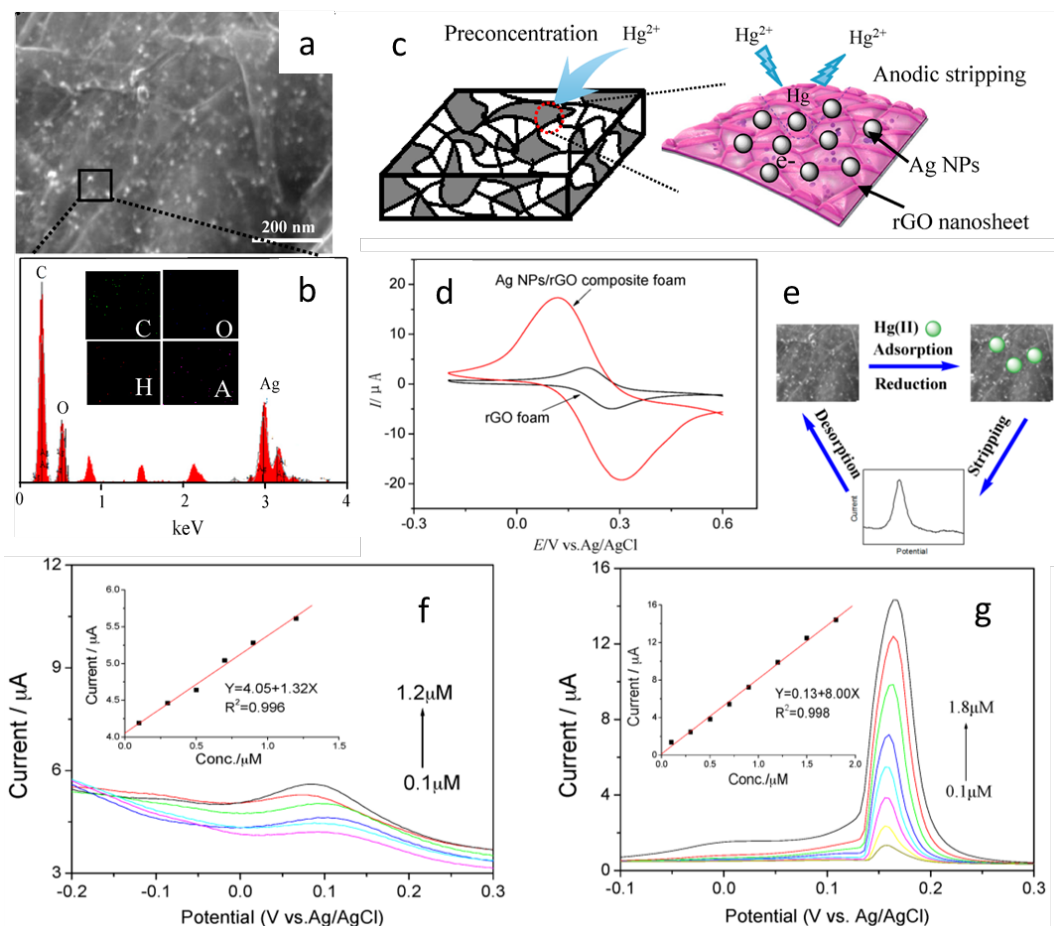 a
200 nm
c
Preconcentration
Hg²⁺
Hg²⁺
Hg²⁺
Anodic stripping
Hg
e-
Ag NPs
rGO nanosheet
b
C
O
C
O
H
A
Ag
0
1
2
3
4
keV
d
Ag NPs/rGO composite foam
rGO foam
20
10
0
-10
-20
I/ μ A
-0.3
0.0
0.3
0.6
E/V vs.Ag/AgCl
e
Hg(II)
Adsorption
Reduction
Desorption
Stripping
Current
Potential
f
12
9
6
3
Current / μA
6.0
5.5
5.0
4.5
4.0
Current / μA
Y=4.05+1.32X
R²=0.996
0.0
0.5
1.0
1.5
Conc./μM
1.2μM
0.1μM
-0.2
-0.1
0.0
0.1
0.2
0.3
Potential (V vs.Ag/AgCl)
g
16
12
8
4
0
Current / μA
16
12
8
4
0
Current / μA
Y=0.13+8.00X
R²=0.998
0.0
0.5
1.0
1.5
2.0
Conc./μM
1.8μM
0.1μM
-0.1
0.0
0.1
0.2
0.3
Potential (V vs. Ag/AgCl)